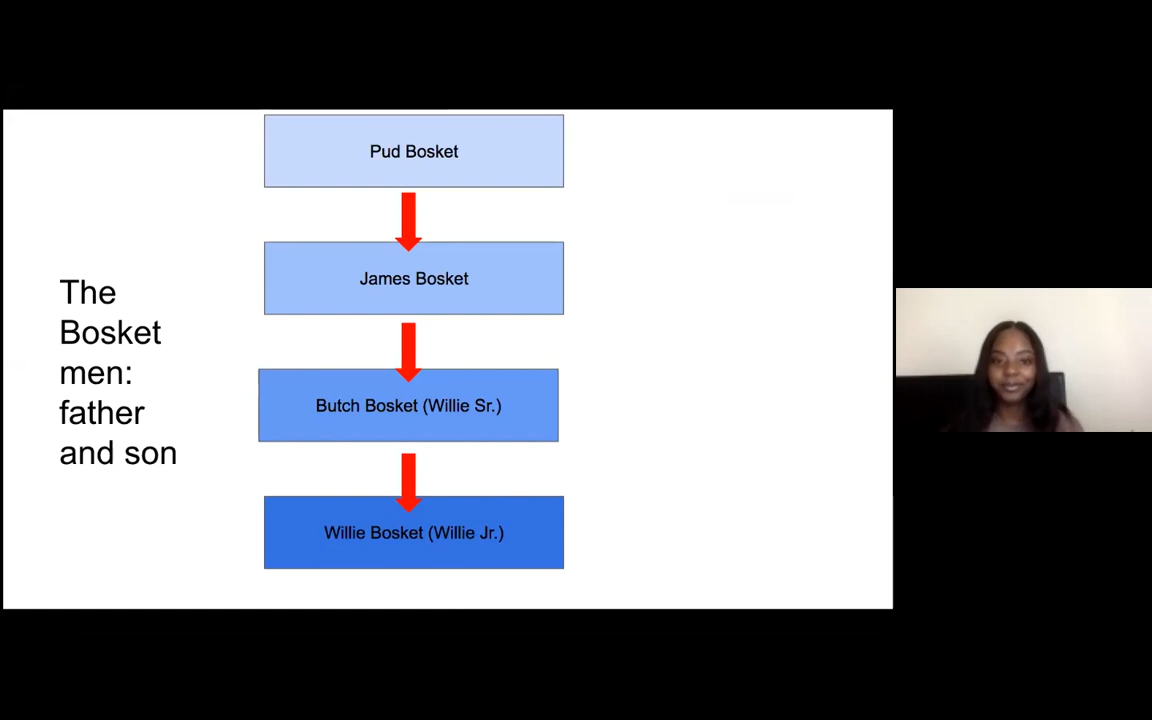 The
Bosket
men:
father
and son
Pud Bosket
James Bosket
Butch Bosket (Willie Sr.)
Willie Bosket (Willie Jr.)